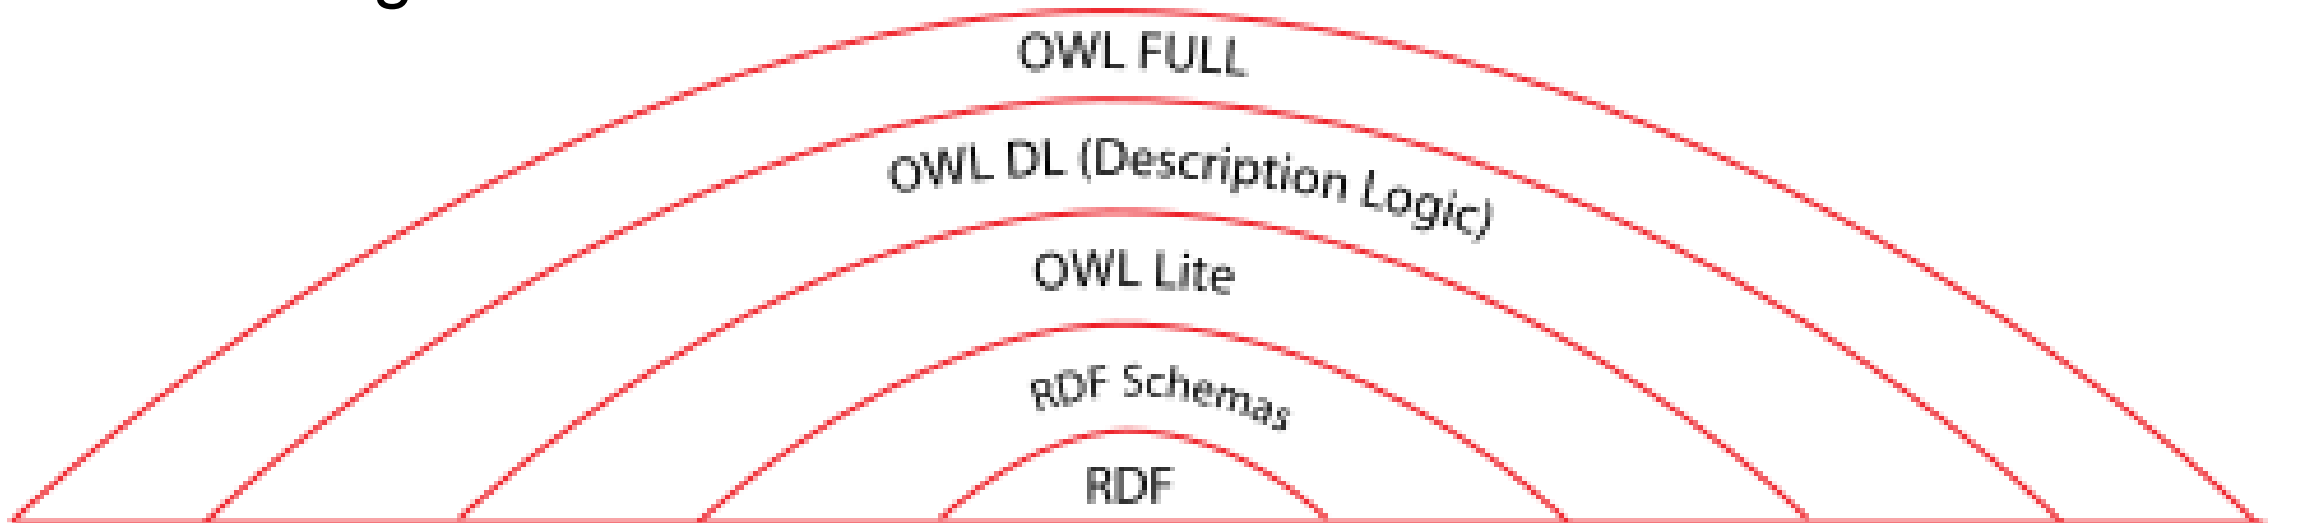 OWL FULL
OWL DL (Description Logic)
OWL Lite
RDF Schemas
RDF